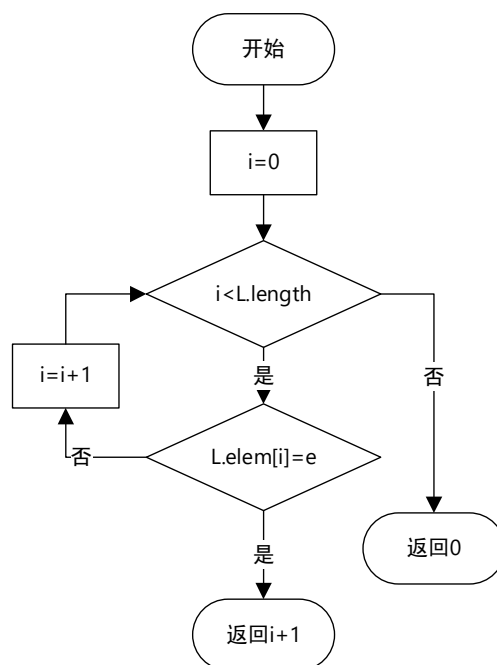 开始
i=0
i<L.length
i=i+1
是
否
否
L.elem[i]=e
是
返回0
返回i+1